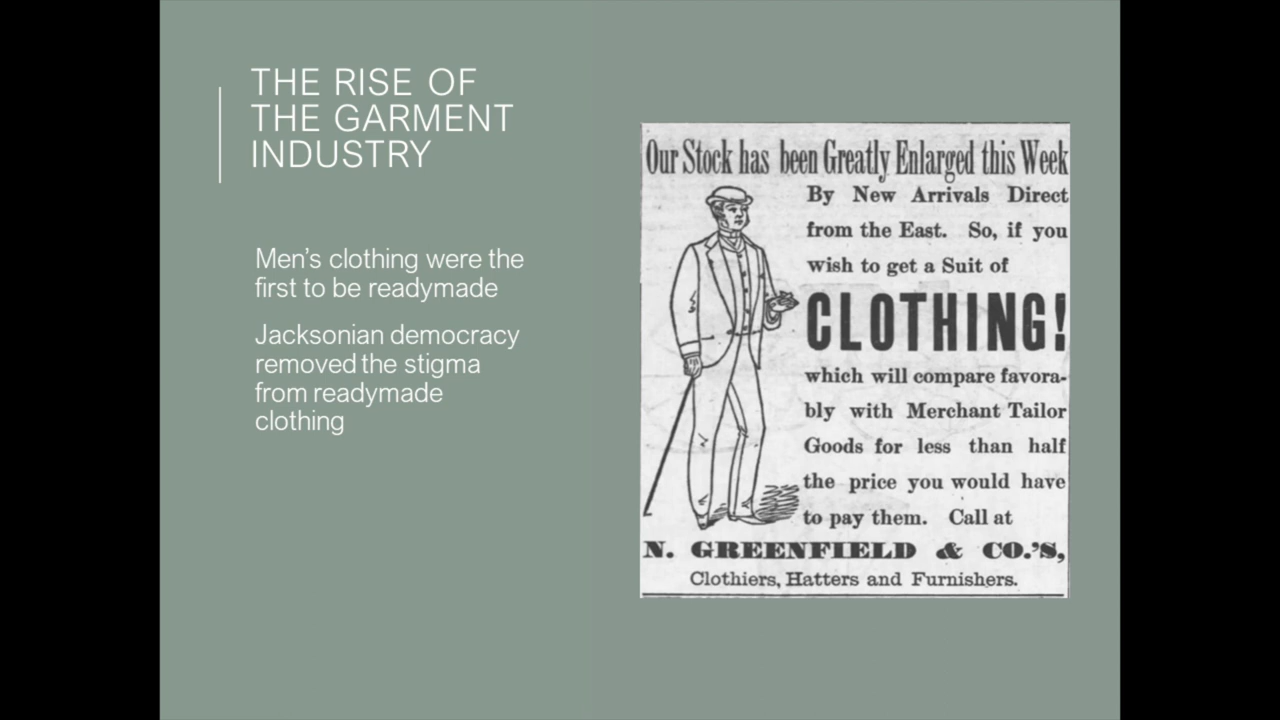 THE RISE OF
THE GARMENT
INDUSTRY
Men’s clothing were the
first to be readymade
Jacksonian democracy
removed the stigma
from readymade
clothing
Our Stock has been Greatly Enlarged this Week
By New Arrivals Direct
from the East. So, if you
wish to get a Suit of
CLOTHING!
which will compare favora-
bly with Merchant Tailor
Goods for less than half
the price you would have
to pay them. Call at
N. GREENFIELD & CO.'S,
Clothiers, Hatters and Furnishers.